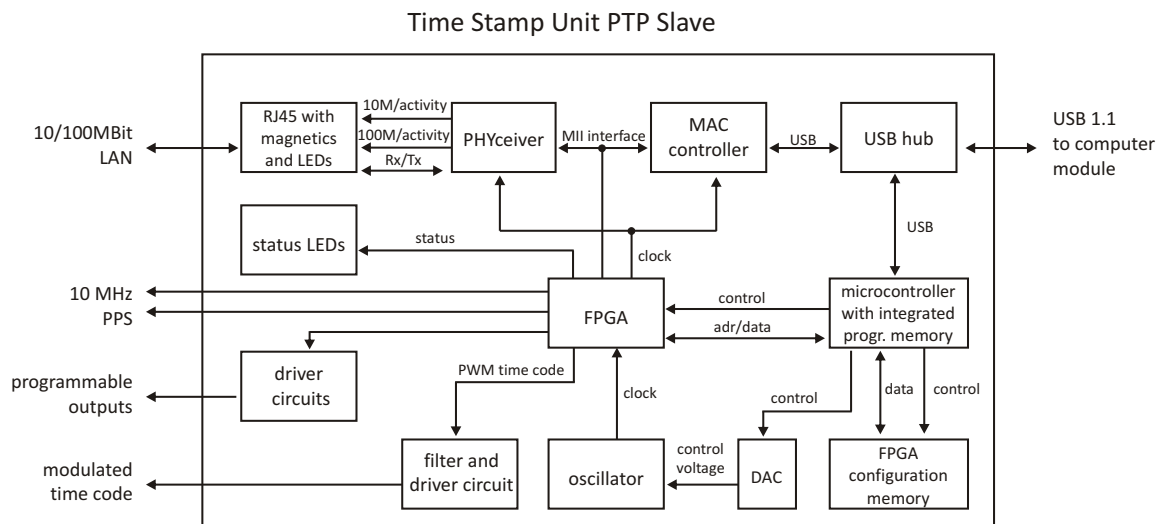 Time Stamp Unit PTP Slave
10/100MBit
LAN
RJ45 with
magnetics
and LEDs
10M/activity
100M/activity
Rx/Tx
PHYceiver
MII interface
MAC
controller
USB
USB hub
USB 1.1
to computer
module
status LEDs
status
clock
USB
10 MHz
PPS
FPGA
control
adr/data
microcontroller
with integrated
progr. memory
programmable
outputs
driver
circuits
PWM time code
clock
control
data
control
modulated
time code
filter and
driver circuit
oscillator
control
voltage
DAC
FPGA
configuration
memory